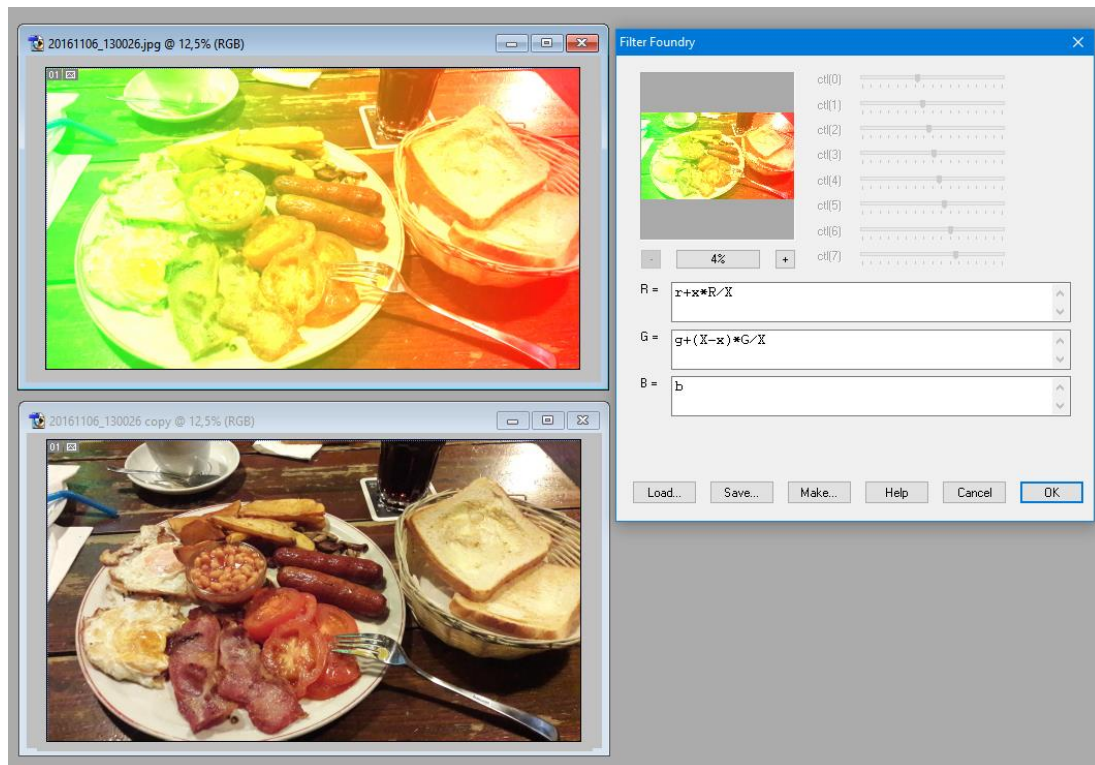 20161106_130026.jpg @ 12,5% (RGB)
01
20161106_130026 copy @ 12,5% (RGB)
01
Filter Foundry
ctl[0]
ctl[1]
ctl[2]
ctl[3]
ctl[4]
ctl[5]
ctl[6]
ctl[7]
- 4% +
R = r+x*R/X
G = g+(X-x)*G/X
B = b
Load... Save... Make... Help Cancel OK